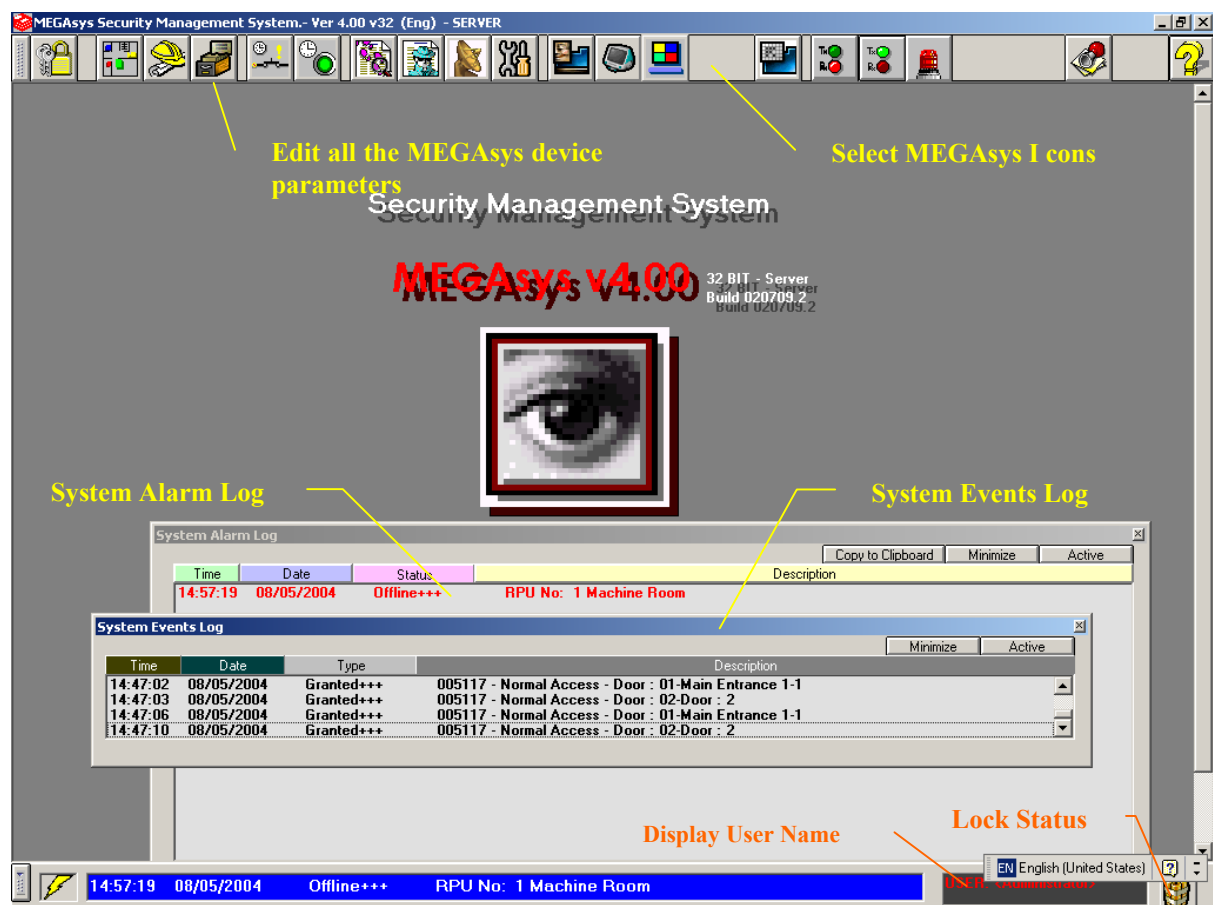 MEGAsys Security Management System.- Ver 4.00 v32 (Eng) - SERVER
Tx
Rx
Tx
Rx
Edit all the MEGAsys device
parameters
Select MEGAsys I cons
Security Management System
MEGAsys v4.00
32 BIT - Server
Build 020709.2
System Alarm Log
System Events Log
System Alarm Log
Copy to Clipboard Minimize Active
Time Date Status Description
14:57:19 08/05/2004 Offline+++ RPU No: 1 Machine Room
System Events Log
Minimize Active
Time Date Type Description
14:47:02 08/05/2004 Granted+++ 005117 - Normal Access - Door : 01-Main Entrance 1-1
14:47:03 08/05/2004 Granted+++ 005117 - Normal Access - Door : 02-Door : 2
14:47:06 08/05/2004 Granted+++ 005117 - Normal Access - Door : 01-Main Entrance 1-1
14:47:10 08/05/2004 Granted+++ 005117 - Normal Access - Door : 02-Door : 2
Display User Name
Lock Status
EN English (United States)
14:57:19 08/05/2004 Offline+++ RPU No: 1 Machine Room
USER: